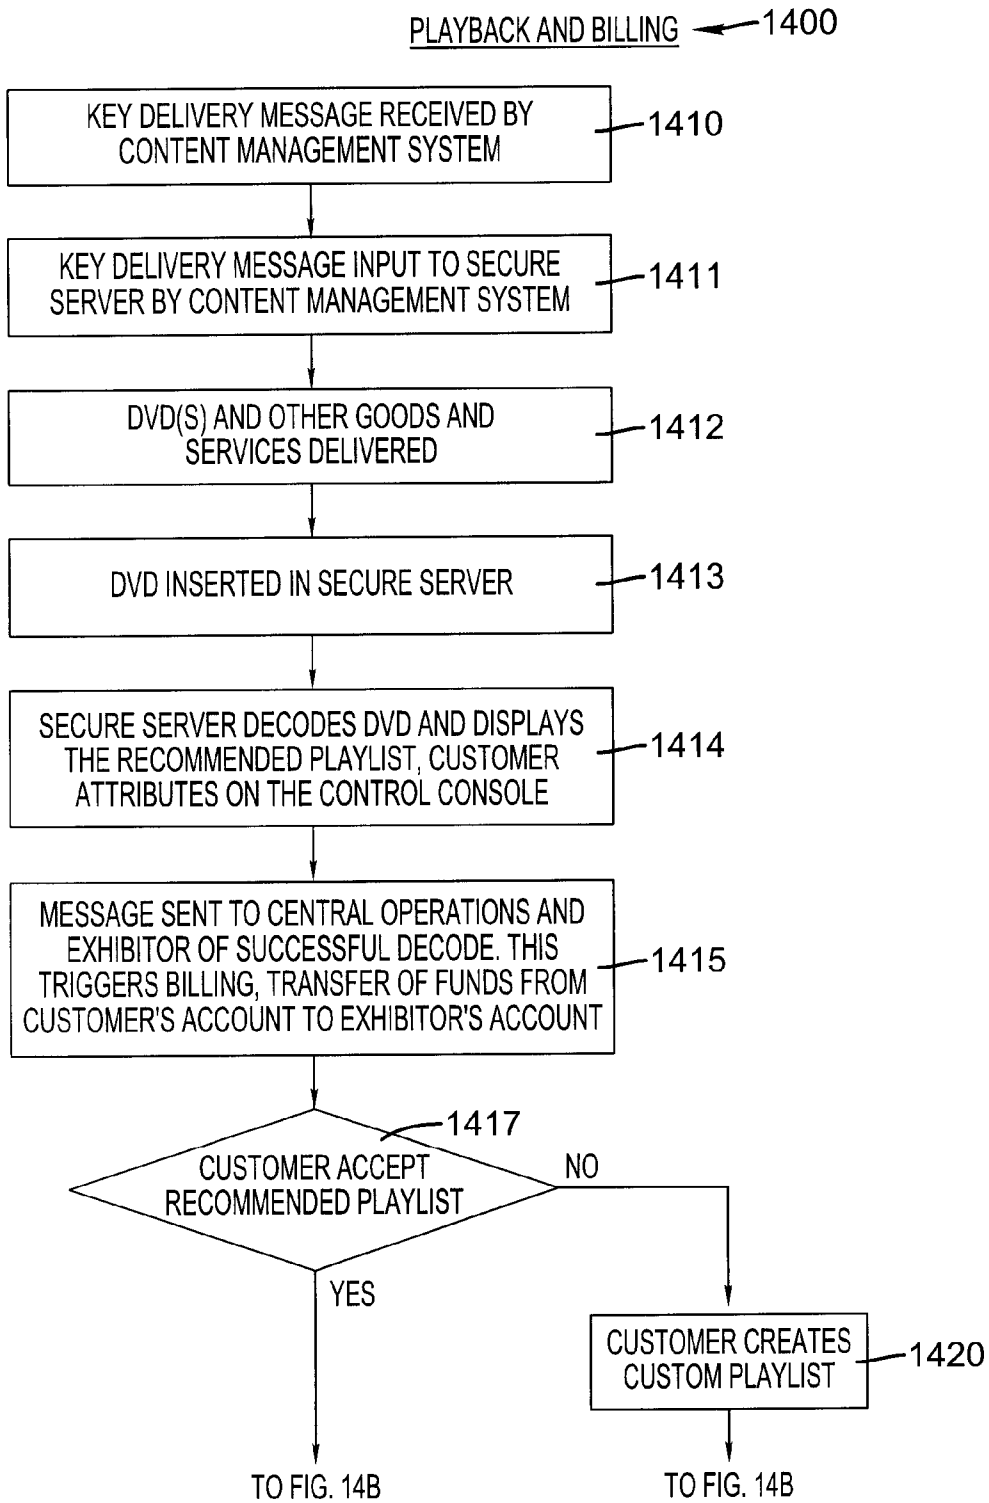 PLAYBACK AND BILLING 1400
KEY DELIVERY MESSAGE RECEIVED BY
CONTENT MANAGEMENT SYSTEM
1410
KEY DELIVERY MESSAGE INPUT TO SECURE
SERVER BY CONTENT MANAGEMENT SYSTEM
1411
DVD(S) AND OTHER GOODS AND
SERVICES DELIVERED
1412
DVD INSERTED IN SECURE SERVER
1413
SECURE SERVER DECODES DVD AND DISPLAYS
THE RECOMMENDED PLAYLIST, CUSTOMER
ATTRIBUTES ON THE CONTROL CONSOLE
1414
MESSAGE SENT TO CENTRAL OPERATIONS AND
EXHIBITOR OF SUCCESSFUL DECODE. THIS
TRIGGERS BILLING, TRANSFER OF FUNDS FROM
CUSTOMER'S ACCOUNT TO EXHIBITOR'S ACCOUNT
1415
1417
CUSTOMER ACCEPT
RECOMMENDED PLAYLIST
NO
YES
CUSTOMER CREATES
CUSTOM PLAYLIST
1420
TO FIG. 14B
TO FIG. 14B